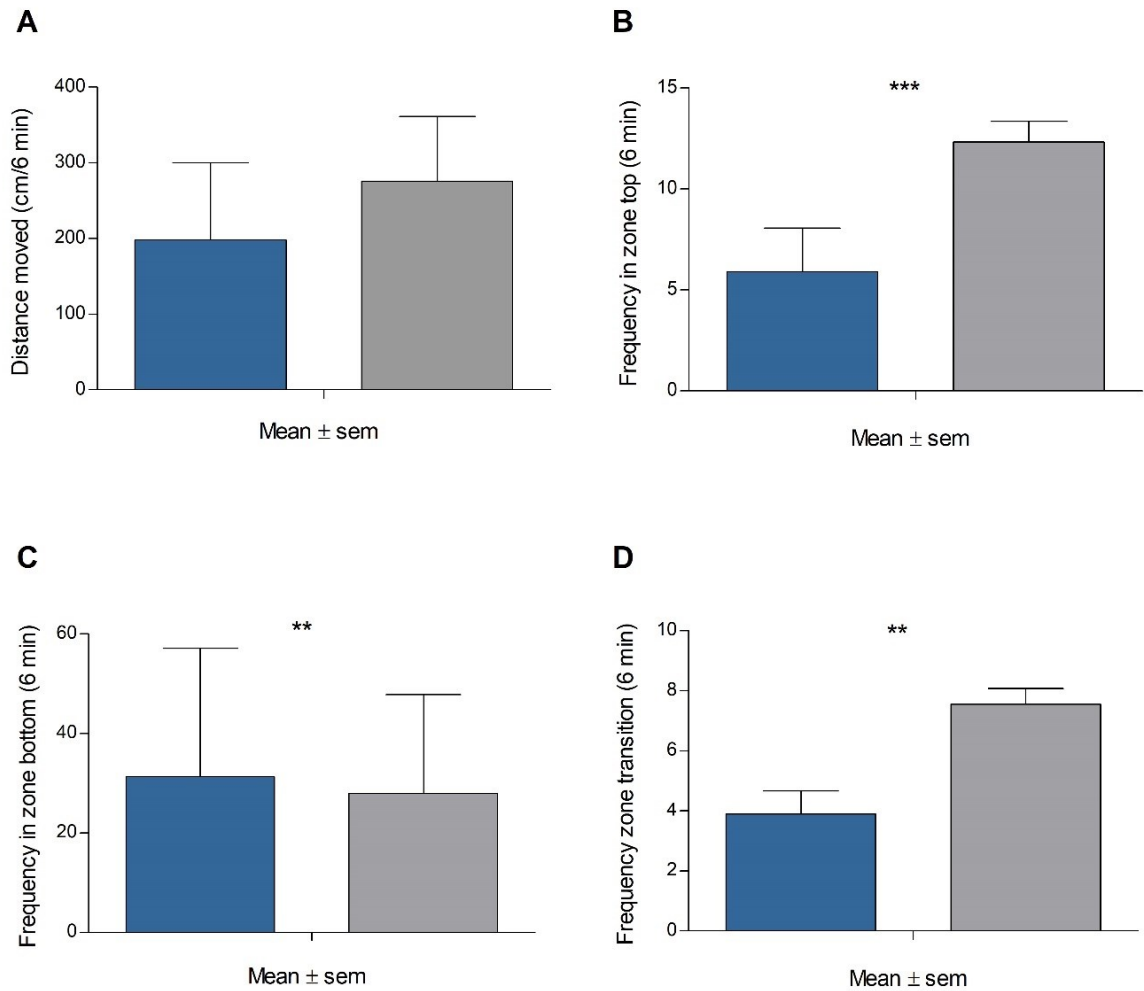 A
Distance moved (cm/6 min)
400
300
200
100
0
Mean ± sem
B
Frequency in zone top (6 min)
15
10
5
0
***
Mean ± sem
C
Frequency in zone bottom (6 min)
60
40
20
0
**
Mean ± sem
D
Frequency zone transition (6 min)
10
8
6
4
2
0
**
Mean ± sem